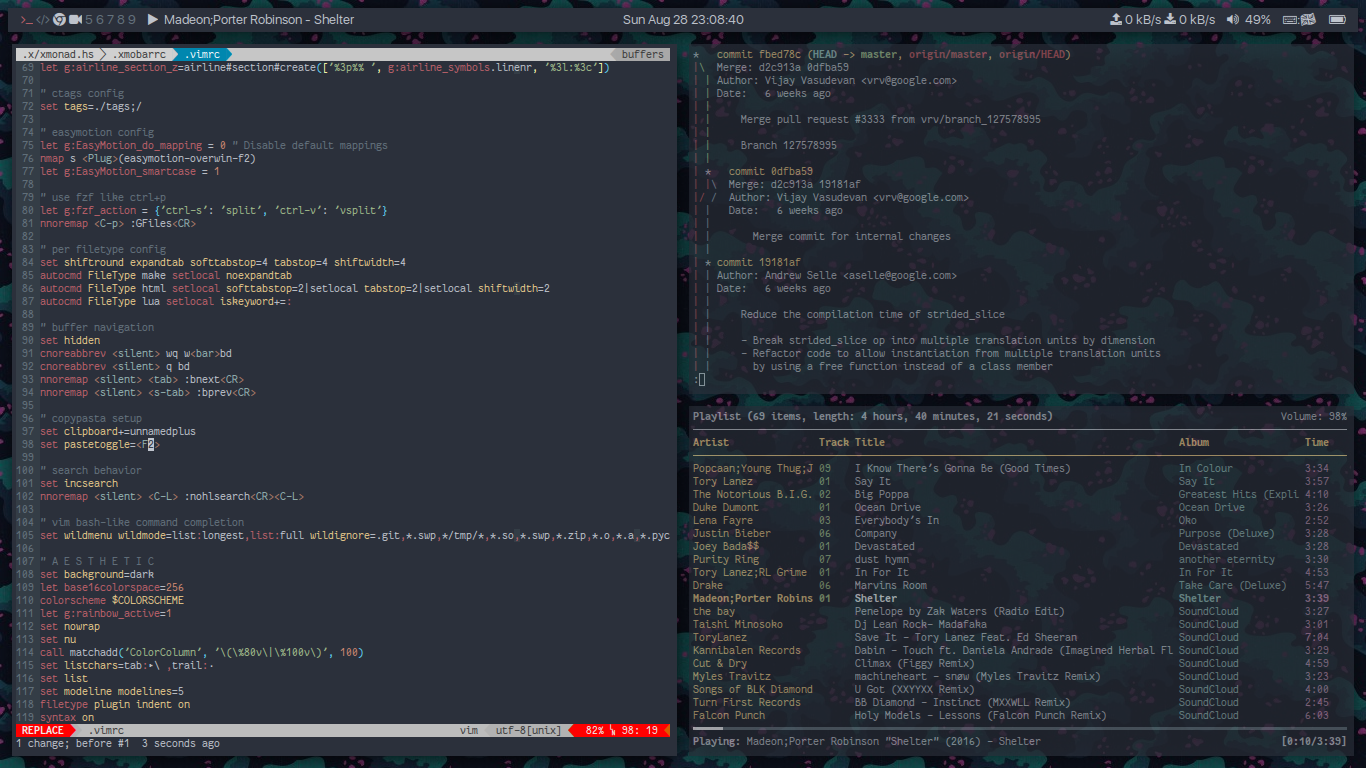 >_ </> 5 6 7 8 9 ▶ Madeon;Porter Robinson - Shelter
Sun Aug 28 23:08:40
0 kB/s 0 kB/s 49%
.x/xmonad.hs .xmobarrc .vimrc buffers
69 let g:airline_section_z=airline#section#create(['%3p%% ', g:airline_symbols.linenr, '%3l:%3c'])
70
71 " ctags config
72 set tags=./tags;/
73
74 " easymotion config
75 let g:EasyMotion_do_mapping = 0 " Disable default mappings
76 nmap s <Plug>(easymotion-overwin-f2)
77 let g:EasyMotion_smartcase = 1
78
79 " use fzf like ctrl+p
80 let g:fzf_action = {'ctrl-s': 'split', 'ctrl-v': 'vsplit'}
81 nnoremap <C-p> :GFiles<CR>
82
83 " per filetype config
84 set shiftround expandtab softtabstop=4 tabstop=4 shiftwidth=4
85 autocmd FileType make setlocal noexpandtab
86 autocmd FileType html setlocal softtabstop=2|setlocal tabstop=2|setlocal shiftwidth=2
87 autocmd FileType lua setlocal iskeyword+=:
88
89 " buffer navigation
90 set hidden
91 cnoreabbrev <silent> wq w<bar>bd
92 cnoreabbrev <silent> q bd
93 nnoremap <silent> <tab> :bnext<CR>
94 nnoremap <silent> <s-tab> :bprev<CR>
95
96 " copypasta setup
97 set clipboard+=unnamedplus
98 set pastetoggle=<F2>
99
100 " search behavior
101 set incsearch
102 nnoremap <silent> <C-L> :nohlsearch<CR><C-L>
103
104 " vim bash-like command completion
105 set wildmenu wildmode=list:longest,list:full wildignore=.git,*.swp,*/tmp/*,*.so,*.swp,*.zip,*.o,*.a,*.pyc
106
107 " A E S T H E T I C
108 set background=dark
109 let base16colorspace=256
110 colorscheme $COLORSCHEME
111 let g:rainbow_active=1
112 set nowrap
113 set nu
114 call matchadd('ColorColumn', '\(\%80v\|\%100v\)', 100)
115 set listchars=tab:▸\ ,trail:·
116 set list
117 set modeline modelines=5
118 filetype plugin indent on
119 syntax on
REPLACE .vimrc vim utf-8[unix] 82% 98: 19
1 change; before #1 3 seconds ago
* commit fbed78c (HEAD -> master, origin/master, origin/HEAD)
|\ Merge: d2c913a 0dfba59
| | Author: Vijay Vasudevan <vrv@google.com>
| | Date: 6 weeks ago
| |
| | Merge pull request #3333 from vrv/branch_127578995
| |
| | Branch 127578995
| |
| * commit 0dfba59
| |\ Merge: d2c913a 19181af
|/ / Author: Vijay Vasudevan <vrv@google.com>
| | Date: 6 weeks ago
| |
| | Merge commit for internal changes
| |
| * commit 19181af
| | Author: Andrew Selle <aselle@google.com>
| | Date: 6 weeks ago
| |
| | Reduce the compilation time of strided_slice
| |
| | - Break strided_slice op into multiple translation units by dimension
| | - Refactor code to allow instantiation from multiple translation units
| | by using a free function instead of a class member
:
Playlist (69 items, length: 4 hours, 40 minutes, 21 seconds) Volume: 98%
Artist Track Title Album Time
Popcaan;Young Thug;J 09 I Know There's Gonna Be (Good Times) In Colour 3:34
Tory Lanez 01 Say It Say It 3:57
The Notorious B.I.G. 02 Big Poppa Greatest Hits (Expli 4:10
Duke Dumont 01 Ocean Drive Ocean Drive 3:26
Lena Fayre 03 Everybody's In Oko 2:52
Justin Bieber 06 Company Purpose (Deluxe) 3:28
Joey Bada$$ 01 Devastated Devastated 3:28
Purity Ring 07 dust hymn another eternity 3:30
Tory Lanez;RL Grime 01 In For It In For It 4:53
Drake 06 Marvins Room Take Care (Deluxe) 5:47
Madeon;Porter Robins 01 Shelter Shelter 3:39
the bay Penelope by Zak Waters (Radio Edit) SoundCloud 3:27
Taishi Minosoko Dj Lean Rock- Madafaka SoundCloud 3:01
ToryLanez Save It - Tory Lanez Feat. Ed Sheeran SoundCloud 7:04
Kannibalen Records Dabin - Touch ft. Daniela Andrade (Imagined Herbal Fl SoundCloud 3:29
Cut & Dry Climax (Figgy Remix) SoundCloud 4:59
Myles Travitz machineheart - snøw (Myles Travitz Remix) SoundCloud 3:23
Songs of BLK Diamond U Got (XXYYXX Remix) SoundCloud 4:00
Turn First Records BB Diamond - Instinct (MXXWLL Remix) SoundCloud 2:45
Falcon Punch Holy Models - Lessons (Falcon Punch Remix) SoundCloud 6:03
Playing: Madeon;Porter Robinson "Shelter" (2016) - Shelter [0:10/3:39]